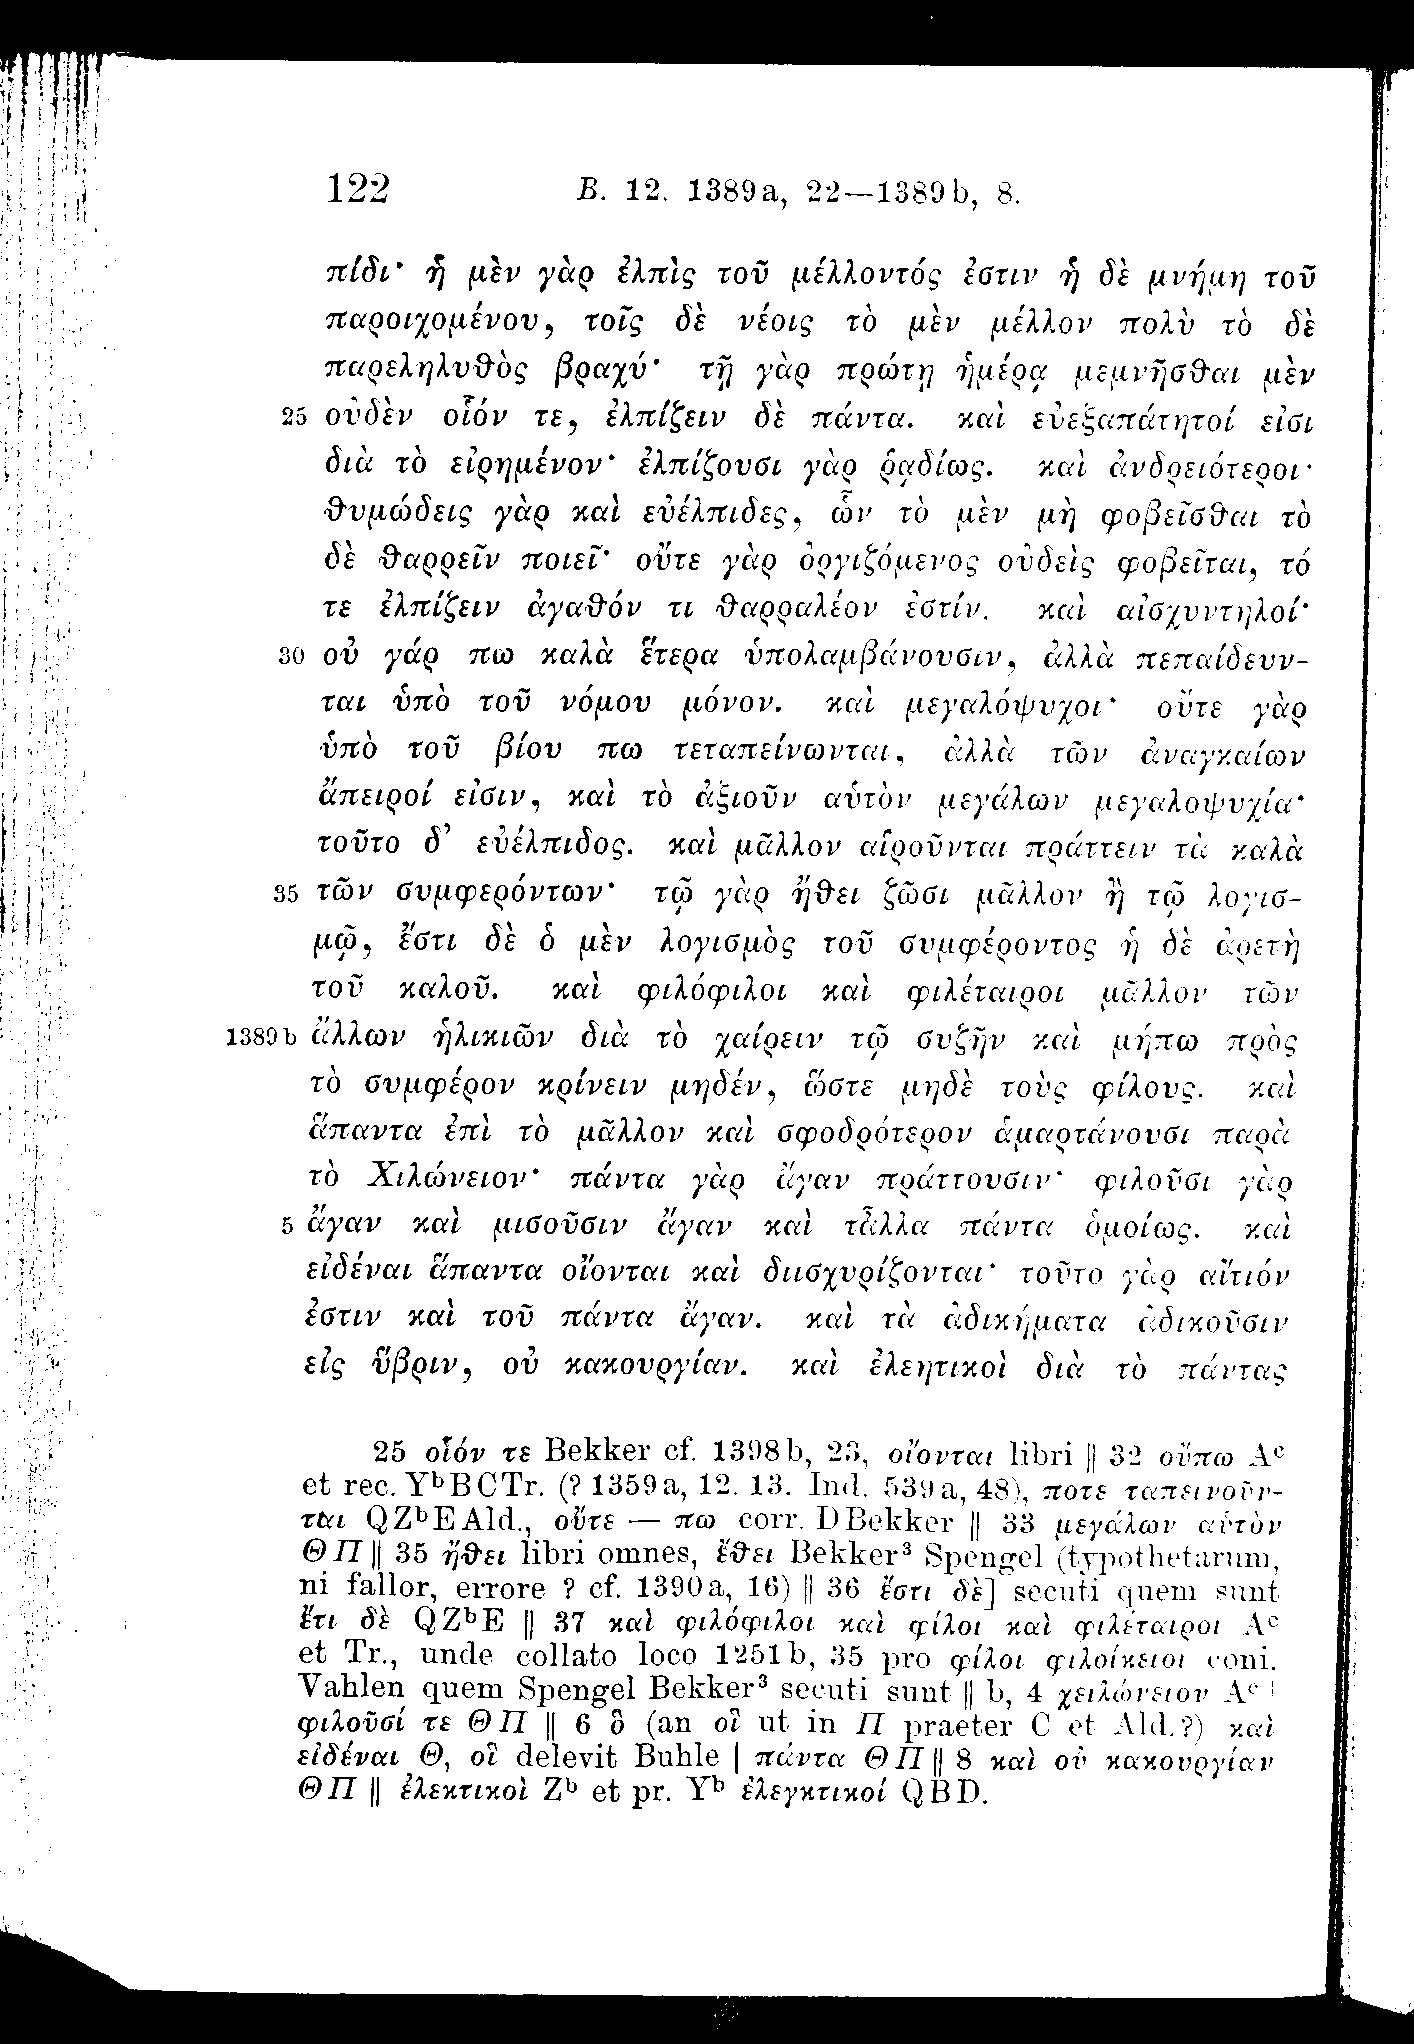 122 B. 12. 1389a, 22—1389b, 8.
πίδι· ἡ μὲν γὰρ ἐλπὶς τοῦ μέλλοντός ἐστιν ἡ δὲ μνήμη τοῦ
παροιχομένου, τοῖς δὲ νέοις τὸ μὲν μέλλον πολὺ τὸ δὲ
παρεληλυθὸς βραχύ· τῇ γὰρ πρώτῃ ἡμέρᾳ μεμνῆσθαι μὲν
25 οὐδὲν οἷόν τε, ἐλπίζειν δὲ πάντα. καὶ εὐεξαπάτητοί εἰσι
διὰ τὸ εἰρημένον· ἐλπίζουσι γὰρ ῥᾳδίως. καὶ ἀνδρειότεροι·
θυμώδεις γὰρ καὶ εὐέλπιδες, ὧν τὸ μὲν μὴ φοβεῖσθαι τὸ
δὲ θαρρεῖν ποιεῖ· οὔτε γὰρ ὀργιζόμενος οὐδεὶς φοβεῖται, τό
τε ἐλπίζειν ἀγαθόν τι θαρραλέον ἐστίν. καὶ αἰσχυντηλοί·
30 οὐ γάρ πω καλὰ ἕτερα ὑπολαμβάνουσιν, ἀλλὰ πεπαίδευν-
ται ὑπὸ τοῦ νόμου μόνον. καὶ μεγαλόψυχοι· οὔτε γὰρ
ὑπὸ τοῦ βίου πω τεταπείνωνται, ἀλλὰ τῶν ἀναγκαίων
ἄπειροί εἰσιν, καὶ τὸ ἀξιοῦν αὑτὸν μεγάλων μεγαλοψυχία·
τοῦτο δ’ εὐέλπιδος. καὶ μᾶλλον αἱροῦνται πράττειν τὰ καλὰ
35 τῶν συμφερόντων· τῷ γὰρ ἤθει ζῶσι μᾶλλον ἢ τῷ λογισ-
μῷ, ἔστι δὲ ὁ μὲν λογισμὸς τοῦ συμφέροντος ἡ δὲ ἀρετὴ
τοῦ καλοῦ. καὶ φιλόφιλοι καὶ φιλέταιροι μᾶλλον τῶν
1389b ἄλλων ἡλικιῶν διὰ τὸ χαίρειν τῷ συζῆν καὶ μήπω πρὸς
τὸ συμφέρον κρίνειν μηδέν, ὥστε μηδὲ τοὺς φίλους. καὶ
ἅπαντα ἐπὶ τὸ μᾶλλον καὶ σφοδρότερον ἁμαρτάνουσι παρὰ
τὸ Χιλώνειον· πάντα γὰρ ἄγαν πράττουσιν· φιλοῦσι γὰρ
5 ἄγαν καὶ μισοῦσιν ἄγαν καὶ τἆλλα πάντα ὁμοίως. καὶ
εἰδέναι ἅπαντα οἴονται καὶ διισχυρίζονται· τοῦτο γὰρ αἴτιόν
ἐστιν καὶ τοῦ πάντα ἄγαν. καὶ τὰ ἀδικήματα ἀδικοῦσιν
εἰς ὕβριν, οὐ κακουργίαν. καὶ ἐλεητικοὶ διὰ τὸ πάντας
25 οἷόν τε Bekker cf. 1398b, 23, οἴονται libri || 32 οὔπω Aᶜ
et rec. YᵇBCTr. (? 1359a, 12. 13. Ind. 539a, 48), ποτε ταπεινοῦν-
ται QZᵇEAld., οὔτε — πω corr. DBekker || 33 μεγάλων αὑτὸν
ΘΠ || 35 ἤθει libri omnes, ἔθει Bekker³ Spengel (typothetarum,
ni fallor, errore ? cf. 1390a, 16) || 36 ἔστι δὲ] secuti quem sunt
ἔτι δὲ QZᵇE || 37 καὶ φιλόφιλοι καὶ φίλοι καὶ φιλέταιροι Aᶜ
et Tr., unde collato loco 1251b, 35 pro φίλοι φιλοίκειοι coni.
Vahlen quem Spengel Bekker³ secuti sunt || b, 4 χειλώνειον Aᶜ |
φιλοῦσί τε ΘΠ || 6 ὃ (an οἳ ut in Π praeter C et Ald.?) καὶ
εἰδέναι Θ, οἳ delevit Buhle | πάντα ΘΠ || 8 καὶ οὐ κακουργίαν
ΘΠ || ἐλεκτικοὶ Zᵇ et pr. Yᵇ ἐλεγκτικοί QBD.